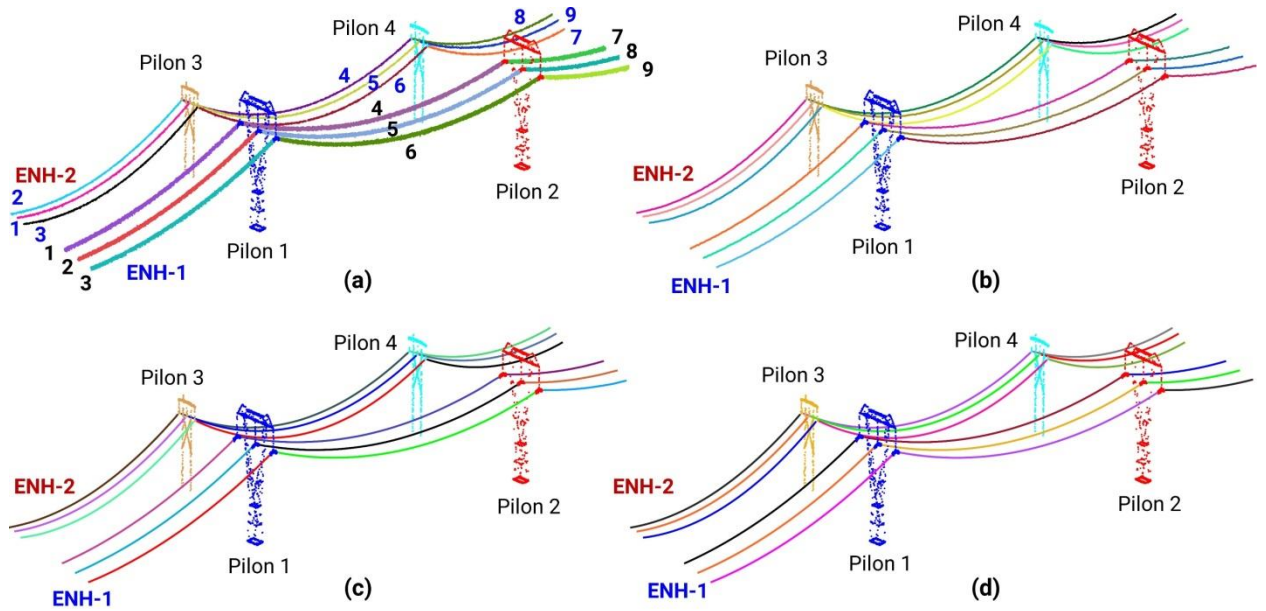 8 9
Pilon 4
7
7
8
9
Pilon 3
4
5
6
4
5
6
ENH-2
2
1
3
1
2
3
ENH-1
Pilon 1
Pilon 2
(a)
Pilon 4
Pilon 3
ENH-2
Pilon 2
Pilon 1
ENH-1
(b)
Pilon 4
Pilon 3
ENH-2
Pilon 2
Pilon 1
ENH-1
(c)
Pilon 4
Pilon 3
ENH-2
Pilon 2
Pilon 1
ENH-1
(d)